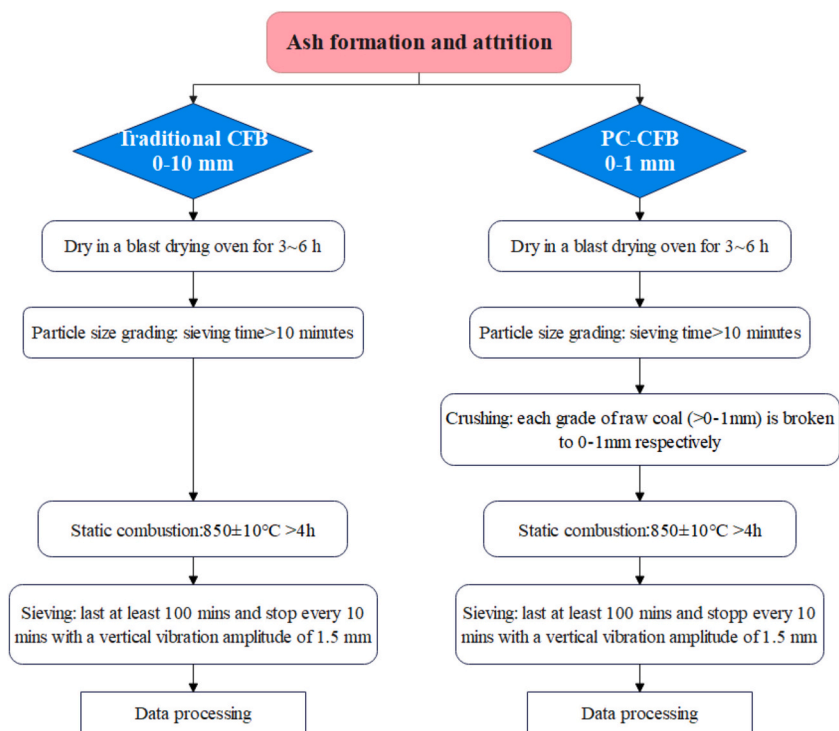 Ash formation and attrition
Traditional CFB
0-10 mm
Dry in a blast drying oven for 3~6 h
Particle size grading: sieving time>10 minutes
Static combustion:850±10°C >4h
Sieving: last at least 100 mins and stop every 10
mins with a vertical vibration amplitude of 1.5 mm
Data processing
PC-CFB
0-1 mm
Dry in a blast drying oven for 3~6 h
Particle size grading: sieving time>10 minutes
Crushing: each grade of raw coal (>0-1mm) is broken
to 0-1mm respectively
Static combustion:850±10°C >4h
Sieving: last at least 100 mins and stopp every 10
mins with a vertical vibration amplitude of 1.5 mm
Data processing